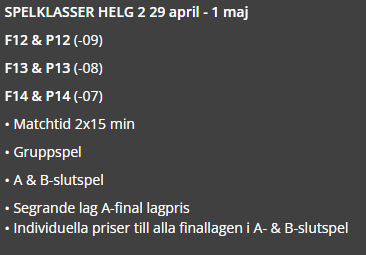 SPELKLASSER HELG 2 29 april - 1 maj
F12 & P12 (-09)
F13 & P13 (-08)
F14 & P14 (-07)
• Matchtid 2x15 min
• Gruppspel
• A & B-slutspel
• Segrande lag A-final lagpris
• Individuella priser till alla finallagen i A- & B-slutspel